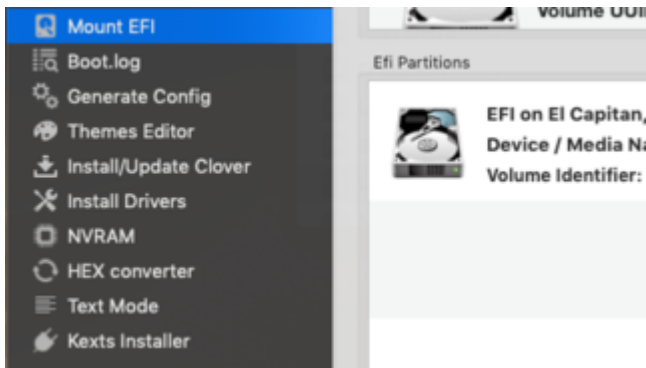 Mount EFI
Boot.log
Generate Config
Themes Editor
Install/Update Clover
Install Drivers
NVRAM
HEX converter
Text Mode
Kexts Installer
Volume
Efi Partitions
EFI on El Capitan,
Device / Media
Volume Identifier: